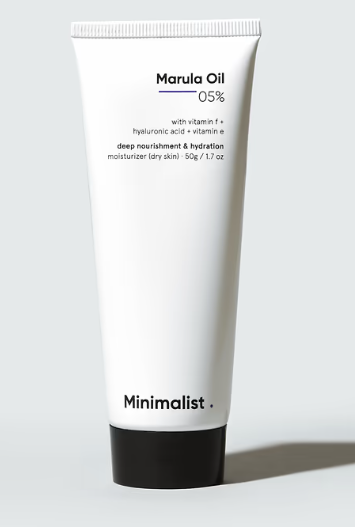 Marula Oil
05%
with vitamin f +
hyaluronic acid + vitamin e
deep nourishment & hydration
moisturizer (dry skin) · 50g / 1.7 oz
Minimalist .